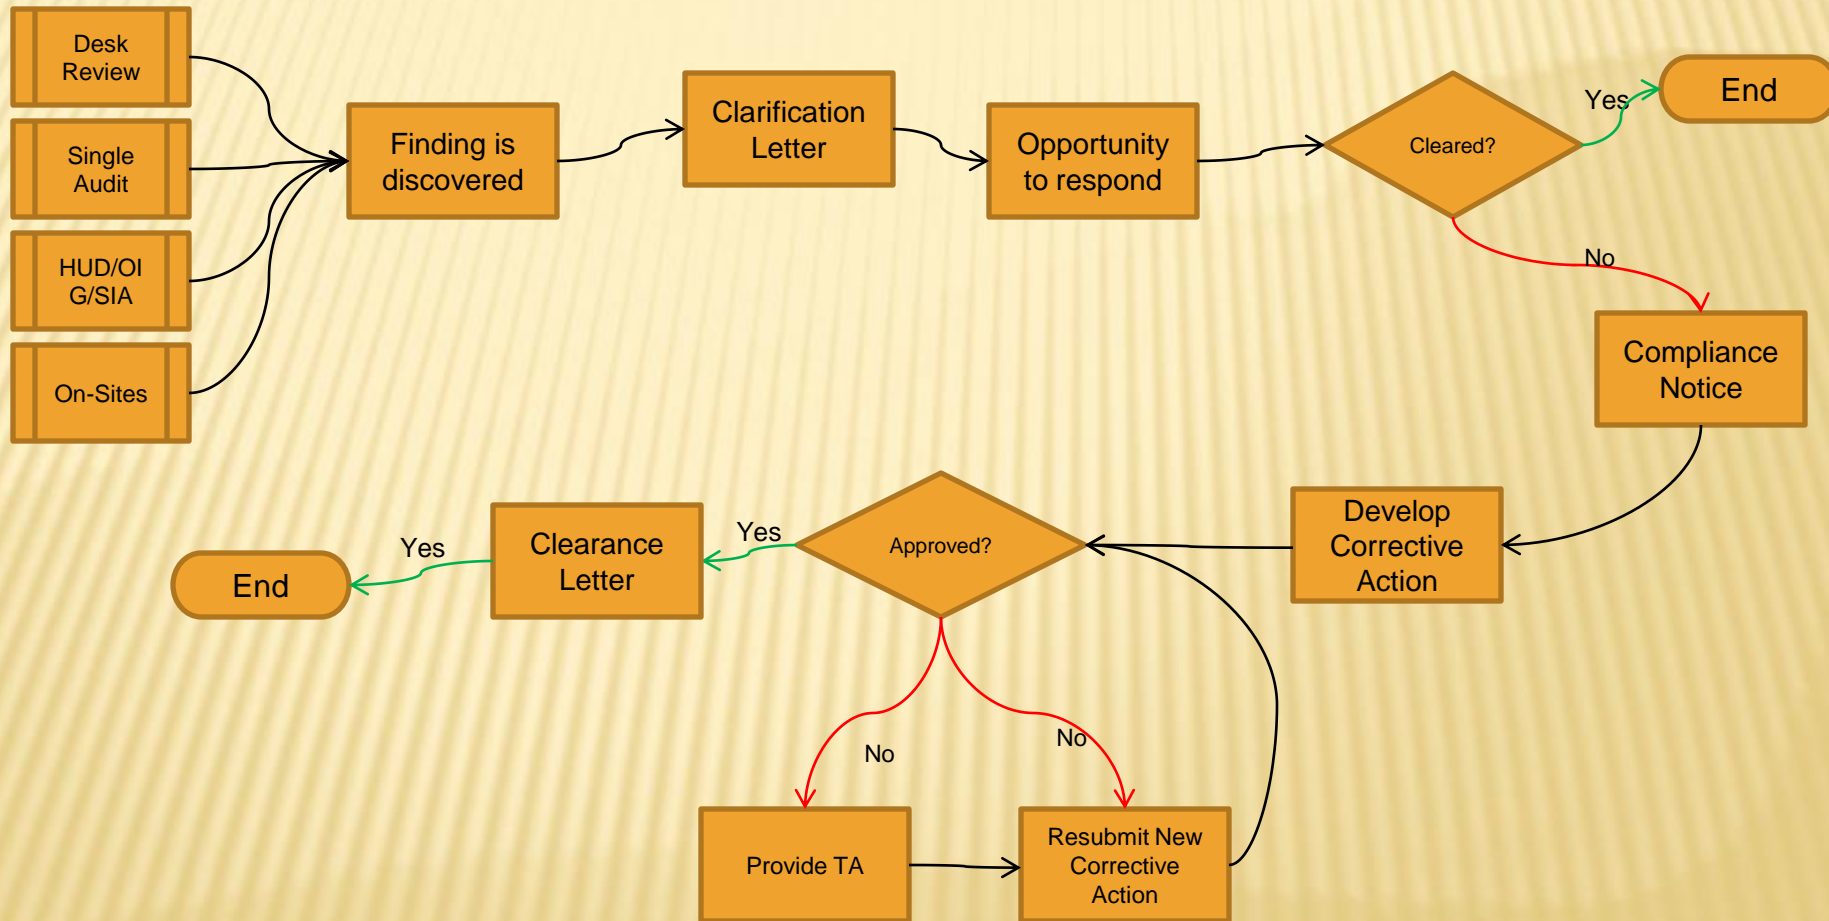 Desk
Review
Single
Audit
HUD/OI
G/SIA
On-Sites
Finding is
discovered
Clarification
Letter
Opportunity
to respond
Cleared?
Yes
End
No
Compliance
Notice
Develop
Corrective
Action
Approved?
Yes
Clearance
Letter
Yes
End
No
No
Provide TA
Resubmit New
Corrective
Action